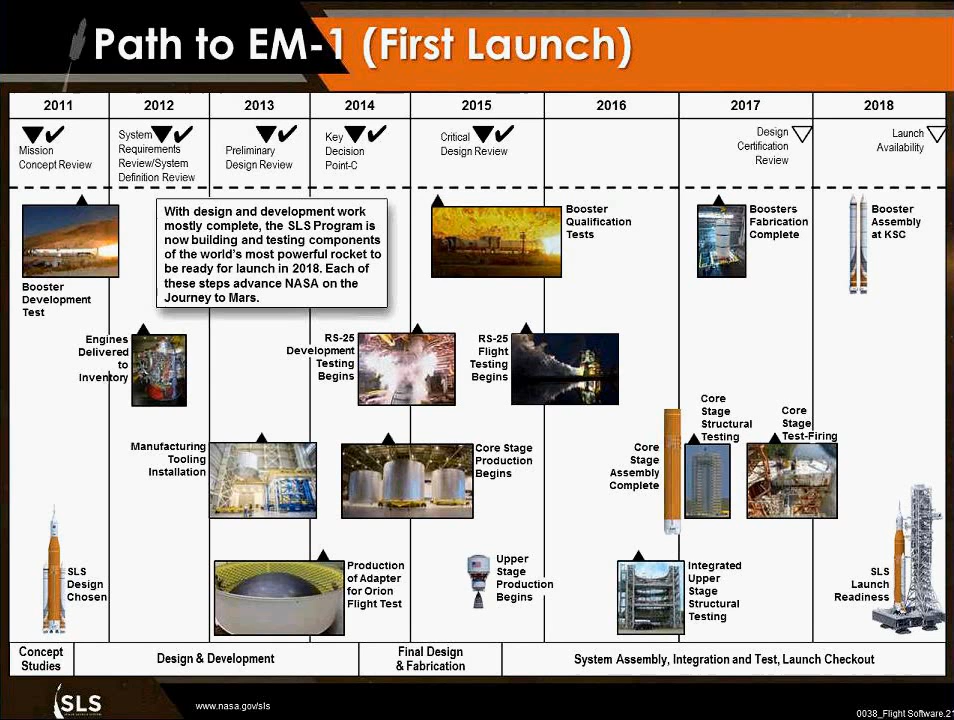 Path to EM-1 (First Launch)
2011
2012
2013
2014
2015
2016
2017
2018
Mission
Concept Review
System
Requirements
Review/System
Definition Review
Preliminary
Design Review
Key
Decision
Point-C
Critical
Design Review
Design
Certification
Review
Launch
Availability
With design and development work
mostly complete, the SLS Program is
now building and testing components
of the world's most powerful rocket to
be ready for launch in 2018. Each of
these steps advance NASA on the
Journey to Mars.
Booster
Development
Test
Booster
Qualification
Tests
Boosters
Fabrication
Complete
Booster
Assembly
at KSC
Engines
Delivered
to
Inventory
RS-25
Development
Testing
Begins
RS-25
Flight
Testing
Begins
Manufacturing
Tooling
Installation
Core Stage
Production
Begins
Core
Stage
Assembly
Complete
Core
Stage
Structural
Testing
Core
Stage
Test-Firing
SLS
Design
Chosen
Production
of Adapter
for Orion
Flight Test
Upper
Stage
Production
Begins
Integrated
Upper
Stage
Structural
Testing
SLS
Launch
Readiness
Concept
Studies
Design & Development
Final Design
& Fabrication
System Assembly, Integration and Test, Launch Checkout
SLS
www.nasa.gov/sls
0038_Flight Software.21